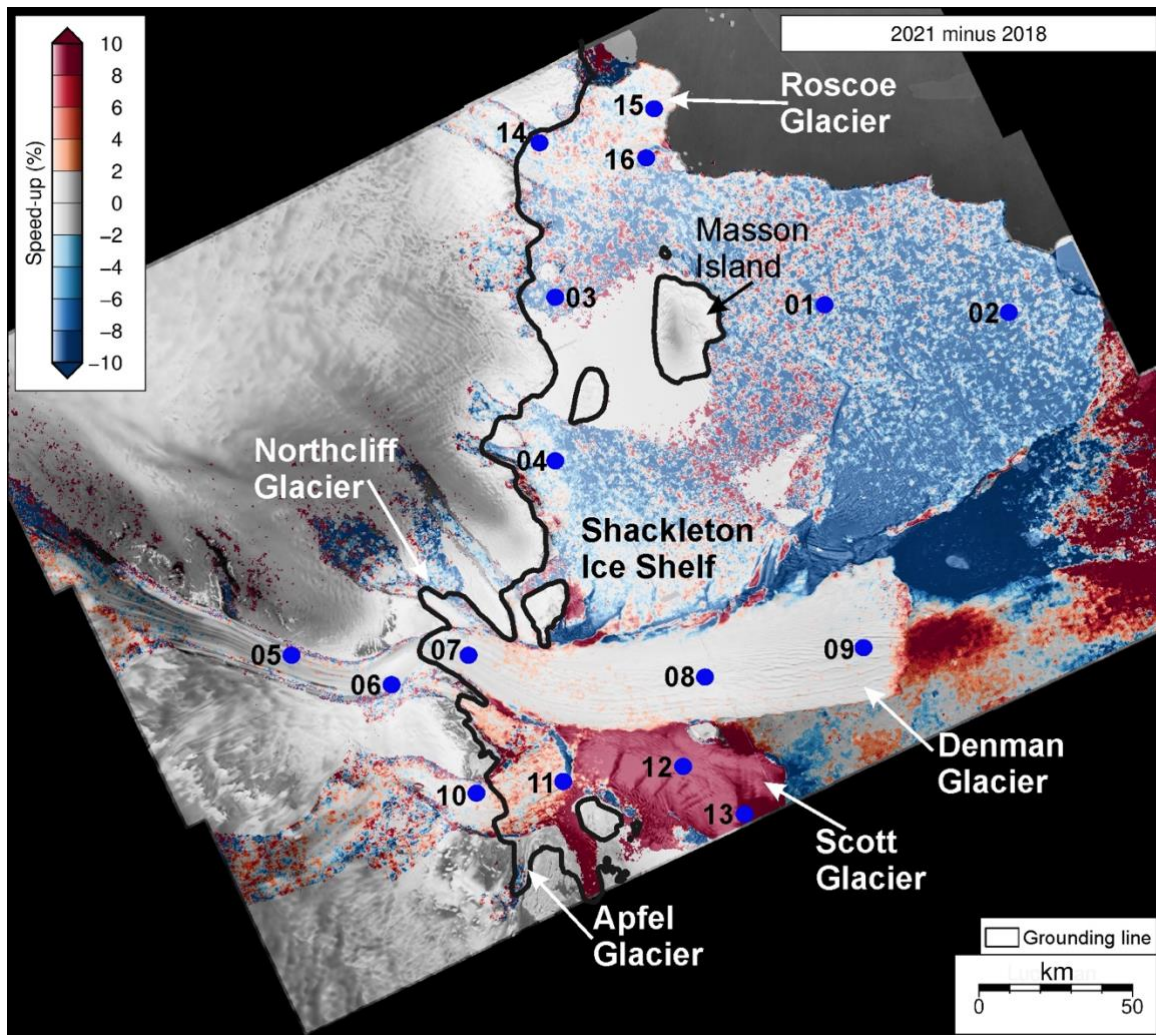 2021 minus 2018
10
8
6
4
2
0
−2
−4
−6
−8
−10
Speed-up (%)
Roscoe
Glacier
15
14
16
Masson
Island
03
01
02
Northcliff
Glacier
04
Shackleton
Ice Shelf
05
07
06
08
09
Denman
Glacier
10
11
12
13
Scott
Glacier
Apfel
Glacier
Grounding line
km
0
50